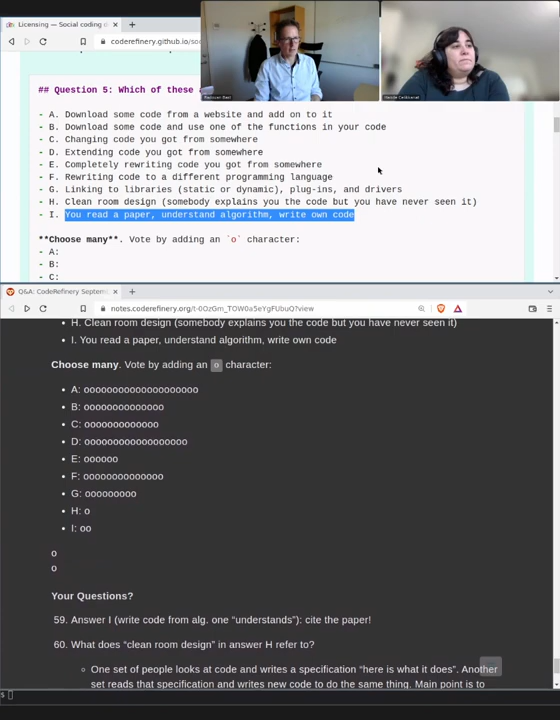 Licensing — Social coding c
coderefinery.github.io/soc
## Question 5: Which of these a
- A. Download some code from a website and add on to it
- B. Download some code and use one of the functions in your code
- C. Changing code you got from somewhere
- D. Extending code you got from somewhere
- E. Completely rewriting code you got from somewhere
- F. Rewriting code to a different programming language
- G. Linking to libraries (static or dynamic), plug-ins, and drivers
- H. Clean room design (somebody explains you the code but you have never seen it)
- I. You read a paper, understand algorithm, write own code
**Choose many**. Vote by adding an `o` character:
- A:
- B:
- C:
Q&A: CodeRefinery Septem
notes.coderefinery.org/t-0OzGm_TOW0a5eYgFUbuQ?view
• H. Clean room design (somebody explains you the code but you have never seen it)
• I. You read a paper, understand algorithm, write own code
Choose many. Vote by adding an o character:
• A: oooooooooooooooooooo
• B: oooooooooooooo
• C: ooooooooooooo
• D: oooooooooooooooooo
• E: oooooo
• F: oooooooooooooo
• G: ooooooooo
• H: o
• I: oo
o
o
Your Questions?
59. Answer I (write code from alg. one “understands”): cite the paper!
60. What does “clean room design” in answer H refer to?
◦ One set of people looks at code and writes a specification “here is what it does”. Another
set reads that specification and writes new code to do the same thing. Main point is to
s